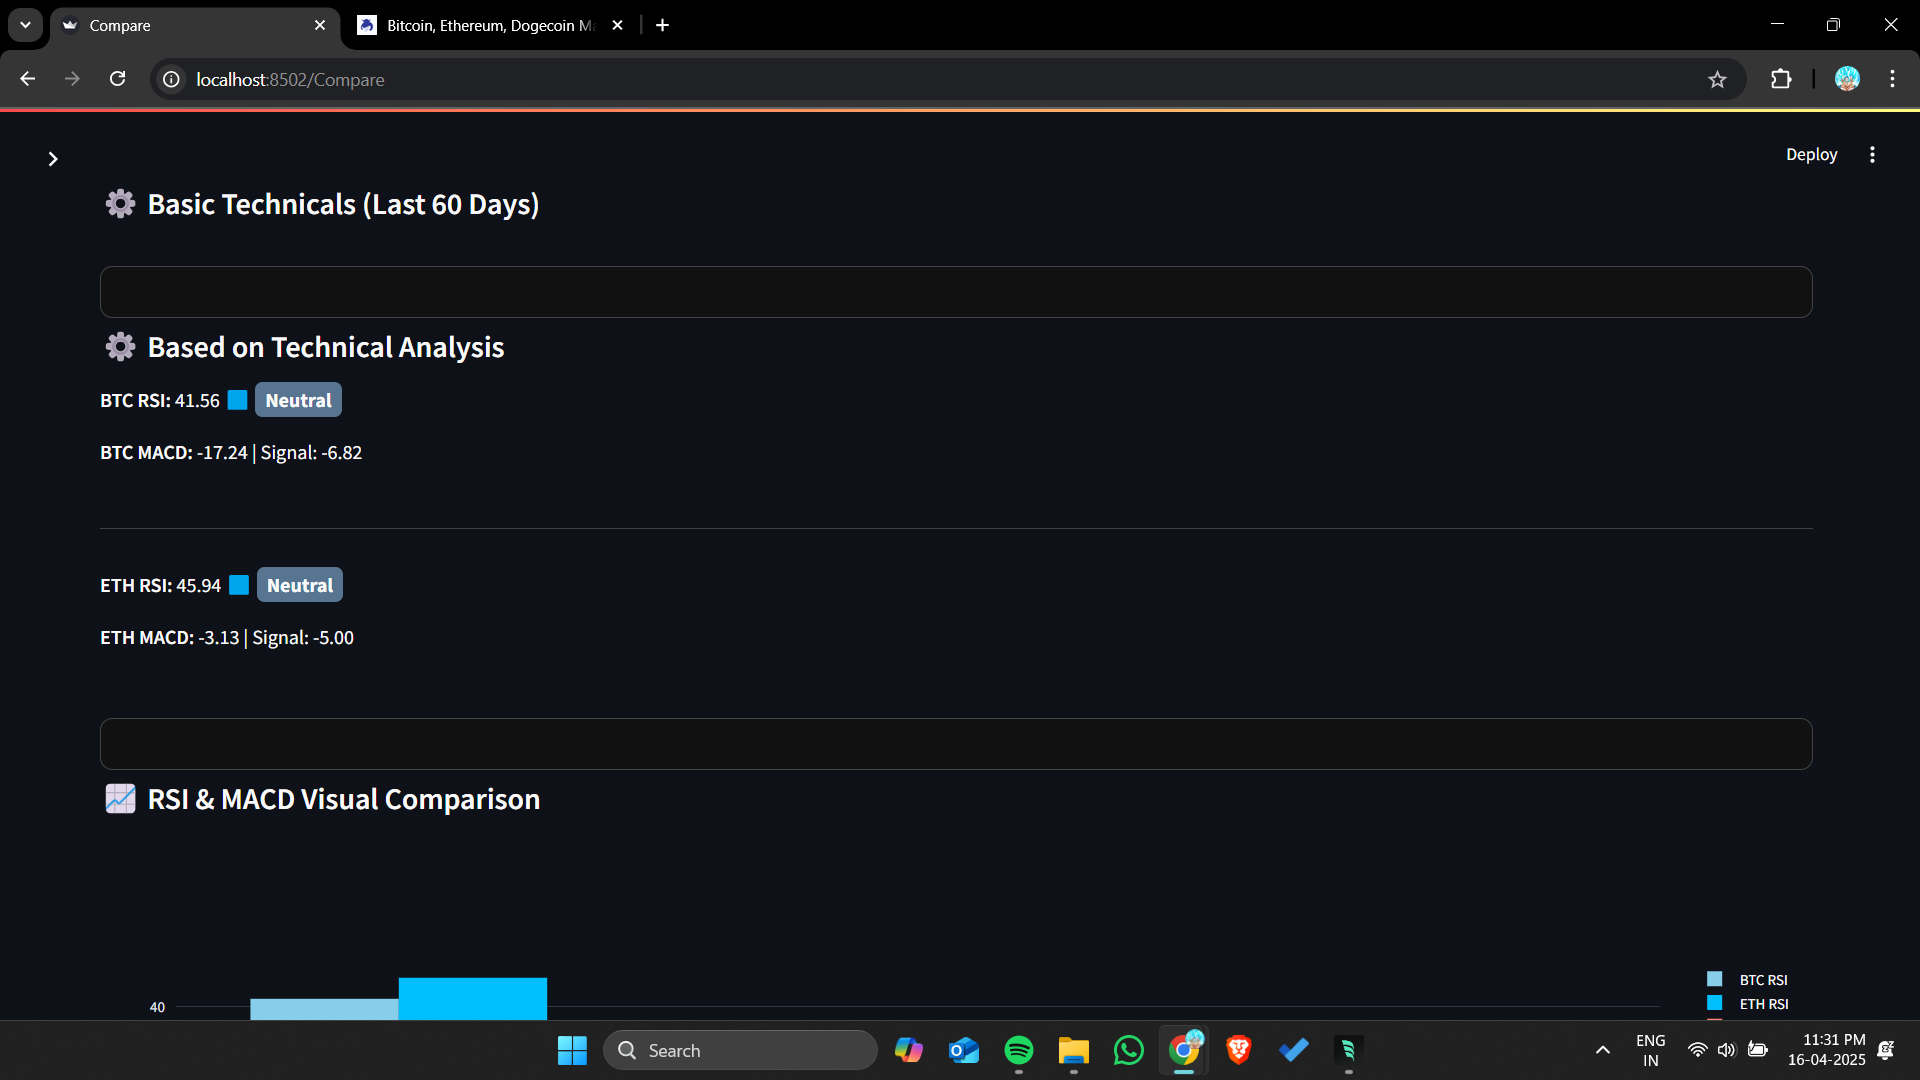 Compare
Bitcoin, Ethereum, Dogecoin M
localhost:8502/Compare
Deploy
Basic Technicals (Last 60 Days)
Based on Technical Analysis
BTC RSI: 41.56 Neutral
BTC MACD: -17.24 | Signal: -6.82
ETH RSI: 45.94 Neutral
ETH MACD: -3.13 | Signal: -5.00
RSI & MACD Visual Comparison
40
BTC RSI
ETH RSI
Search
ENG
IN
11:31 PM
16-04-2025